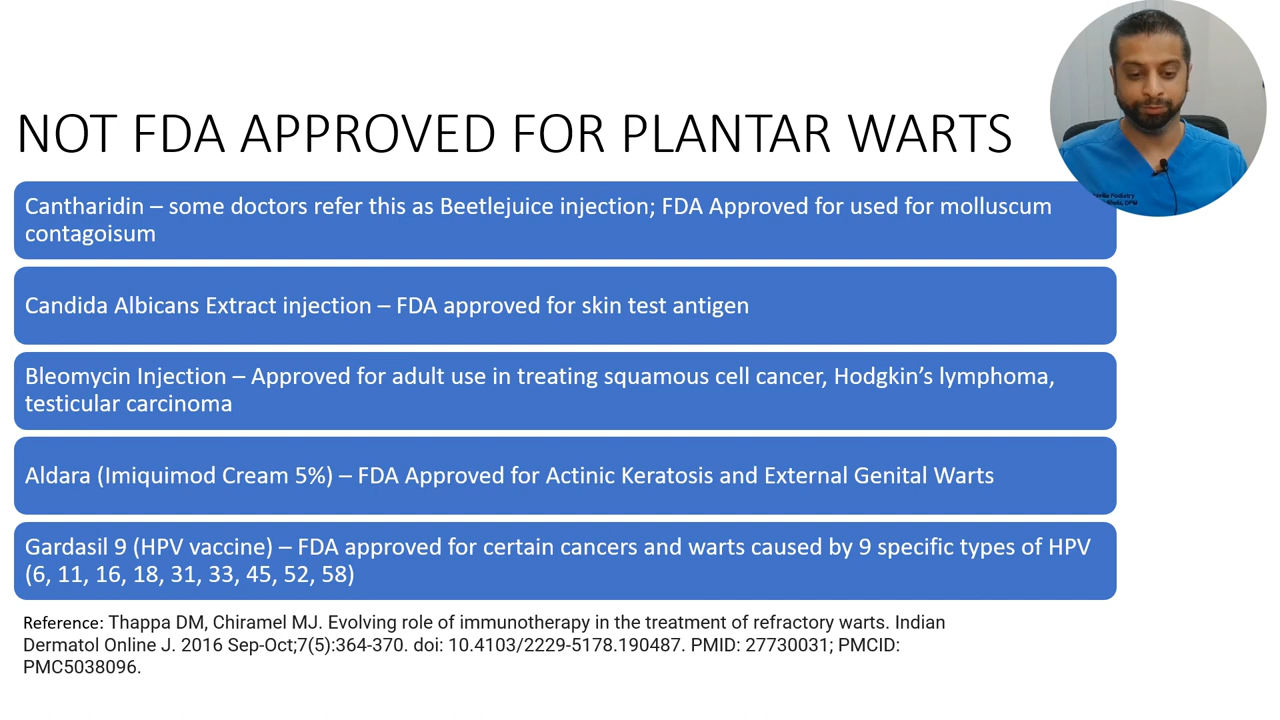 NOT FDA APPROVED FOR PLANTAR WARTS
Cantharidin – some doctors refer this as Beetlejuice injection; FDA Approved for used for molluscum
contagoisum
Candida Albicans Extract injection – FDA approved for skin test antigen
Bleomycin Injection – Approved for adult use in treating squamous cell cancer, Hodgkin’s lymphoma,
testicular carcinoma
Aldara (Imiquimod Cream 5%) – FDA Approved for Actinic Keratosis and External Genital Warts
Gardasil 9 (HPV vaccine) – FDA approved for certain cancers and warts caused by 9 specific types of HPV
(6, 11, 16, 18, 31, 33, 45, 52, 58)
Reference: Thappa DM, Chiramel MJ. Evolving role of immunotherapy in the treatment of refractory warts. Indian
Dermatol Online J. 2016 Sep-Oct;7(5):364-370. doi: 10.4103/2229-5178.190487. PMID: 27730031; PMCID:
PMC5038096.
Podiatry
DPM